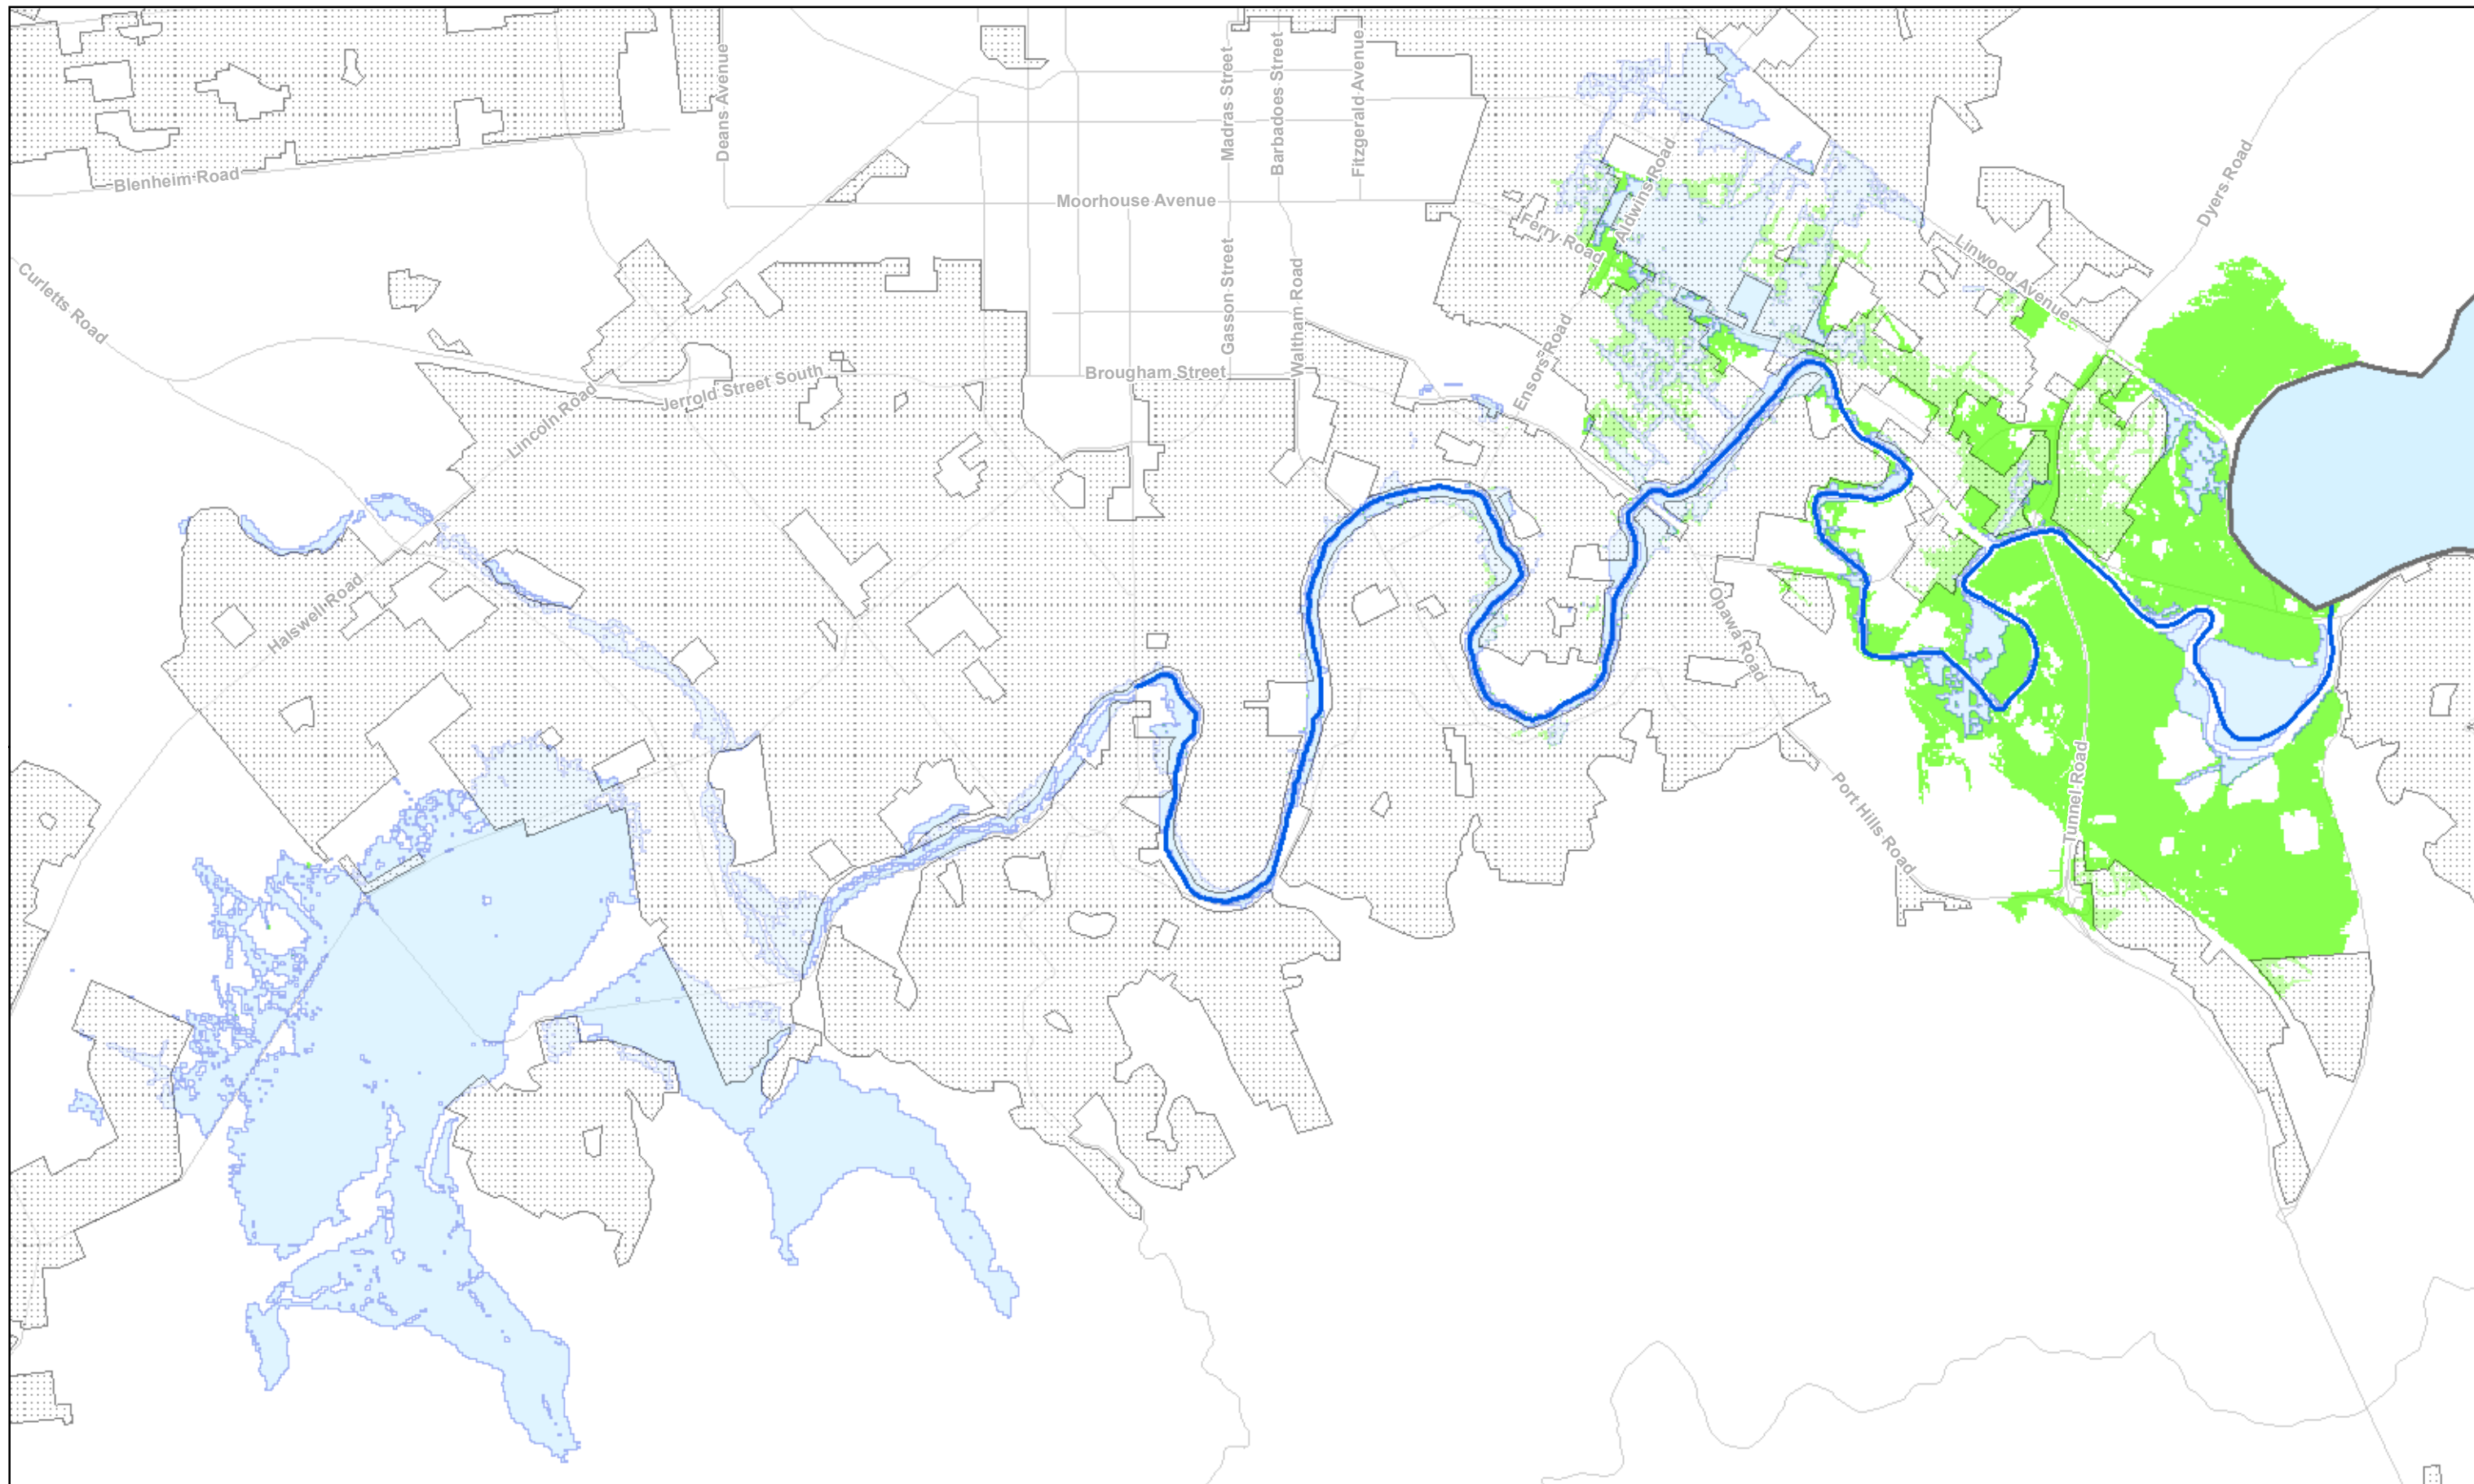 Deans Avenue
Madras Street
Barbadoes Street
Fitzgerald Avenue
Blenheim Road
Moorhouse Avenue
Aldwins Road
Ferry Road
Dyers Road
Linwood Avenue
Curletts Road
Gasson Street
Waltham Road
Ensors Road
Jerrold Street South
Brougham Street
Lincoln Road
Halswell Road
Opawa Road
Port Hills Road
Tunnel Road